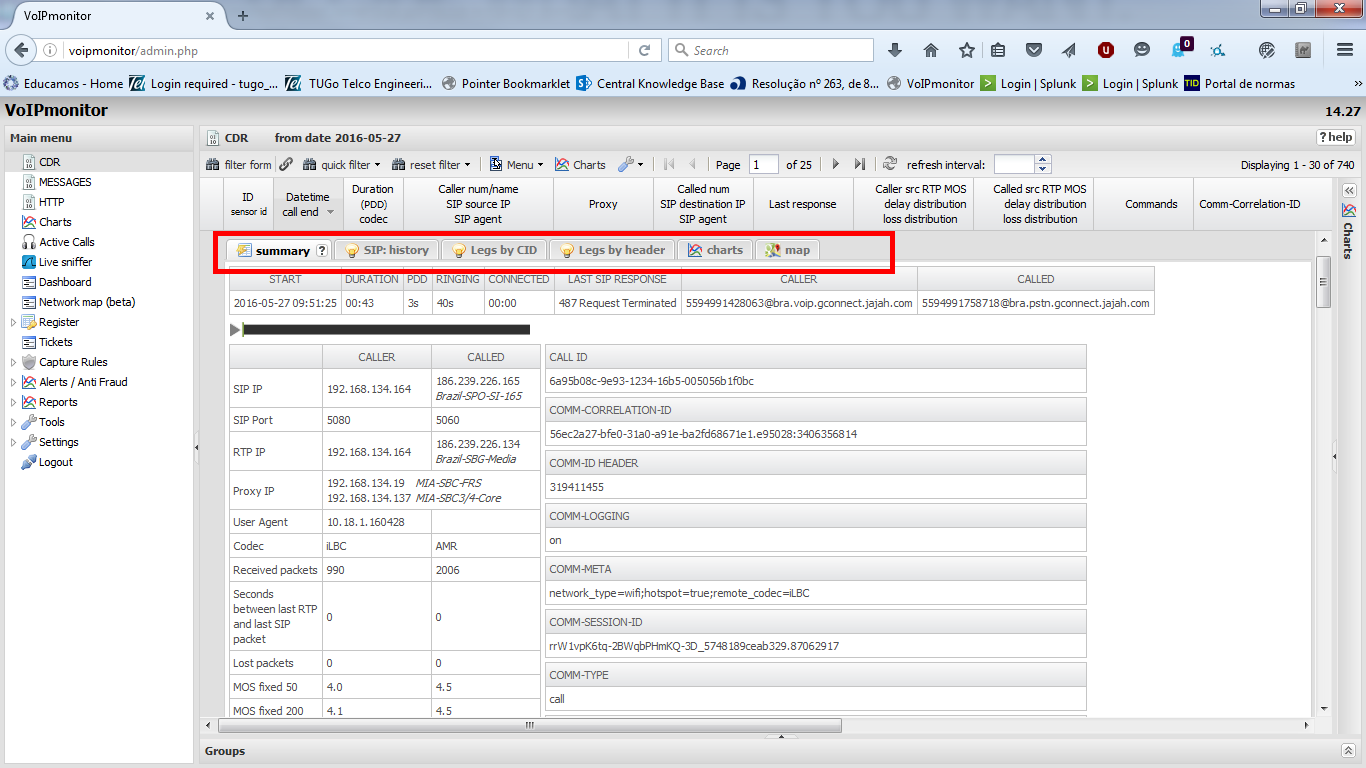 VoIPmonitor
voipmonitor/admin.php
Search
0
Educamos - Home
Login required - tugo_...
TUGo Telco Engineeri...
Pointer Bookmarklet
Central Knowledge Base
Resolução nº 263, de 8...
VoIPmonitor
Login | Splunk
Login | Splunk
TID
Portal de normas
VoIPmonitor
14.27
Main menu
CDR
MESSAGES
HTTP
Charts
Active Calls
Live sniffer
Dashboard
Network map (beta)
Register
Tickets
Capture Rules
Alerts / Anti Fraud
Reports
Tools
Settings
Logout
CDR from date 2016-05-27
? help
filter form quick filter reset filter Menu Charts Page 1 of 25 refresh interval: Displaying 1 - 30 of 740
ID
sensor id
Datetime
call end
Duration
(PDD)
codec
Caller num/name
SIP source IP
SIP agent
Proxy
Called num
SIP destination IP
SIP agent
Last response
Caller src RTP MOS
delay distribution
loss distribution
Called src RTP MOS
delay distribution
loss distribution
Commands
Comm-Correlation-ID
Charts
summary ? SIP: history Legs by CID Legs by header charts map
START DURATION PDD RINGING CONNECTED LAST SIP RESPONSE CALLER CALLED
2016-05-27 09:51:25 00:43 3s 40s 00:00 487 Request Terminated 5594991428063@bra.voip.gconnect.jajah.com 5594991758718@bra.pstn.gconnect.jajah.com
CALLER CALLED
SIP IP 192.168.134.164 186.239.226.165
Brazil-SPO-SI-165
SIP Port 5080 5060
RTP IP 192.168.134.164 186.239.226.134
Brazil-SBG-Media
Proxy IP 192.168.134.19 MIA-SBC-FRS
192.168.134.137 MIA-SBC3/4-Core
User Agent 10.18.1.160428
Codec iLBC AMR
Received packets 990 2006
Seconds
between last RTP
and last SIP
packet
0 0
Lost packets 0 0
MOS fixed 50 4.0 4.5
MOS fixed 200 4.1 4.5
CALL ID
6a95b08c-9e93-1234-16b5-005056b1f0bc
COMM-CORRELATION-ID
56ec2a27-bfe0-31a0-a91e-ba2fd68671e1.e95028:3406356814
COMM-ID HEADER
319411455
COMM-LOGGING
on
COMM-META
network_type=wifi;hotspot=true;remote_codec=iLBC
COMM-SESSION-ID
rrW1vpK6tq-2BWqbPHmKQ-3D_5748189ceab329.87062917
COMM-TYPE
call
Groups